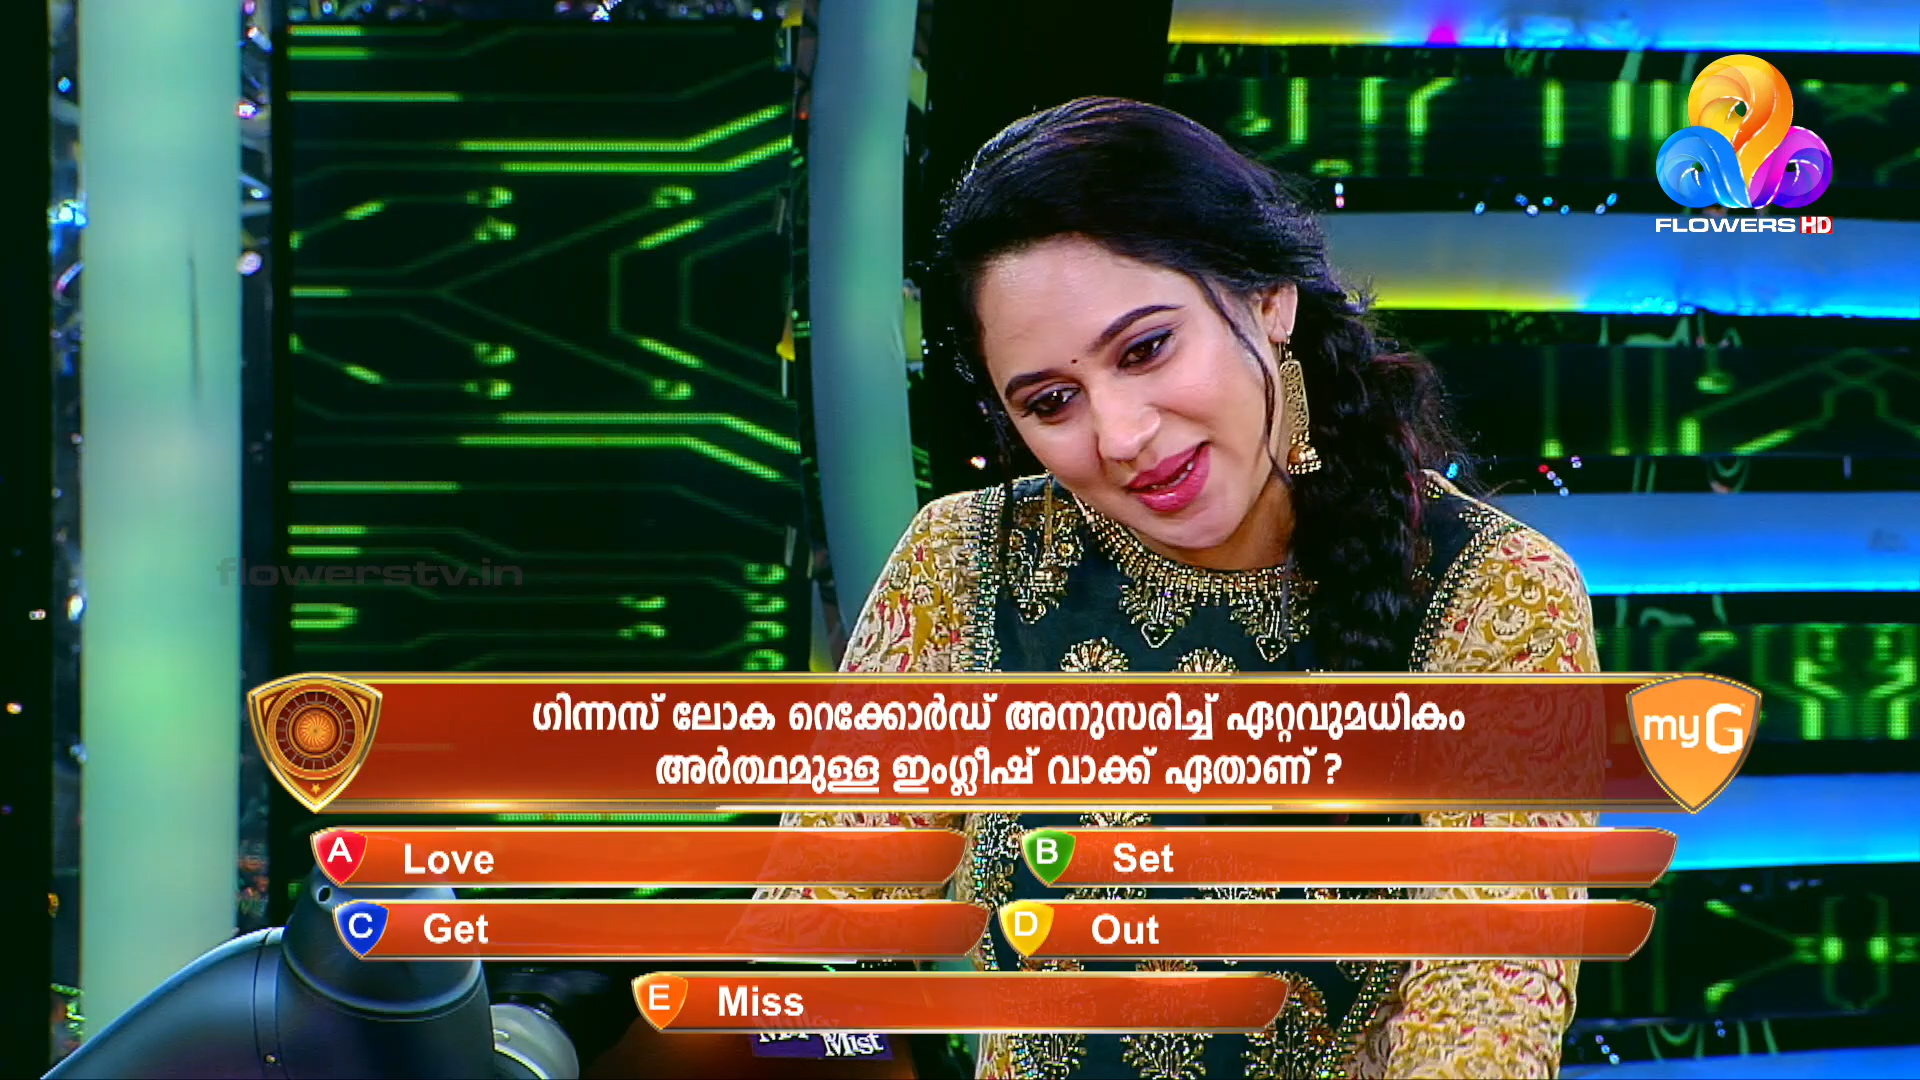 FLOWERS HD
flowerstv.in
ഗിന്നസ് ലോക റെക്കോർഡ് അനുസരിച്ച് ഏറ്റവുമധികം
അർത്ഥമുള്ള ഇംഗ്ലീഷ് വാക്ക് ഏതാണ് ?
myG
A Love
B Set
C Get
D Out
E Miss
Mist